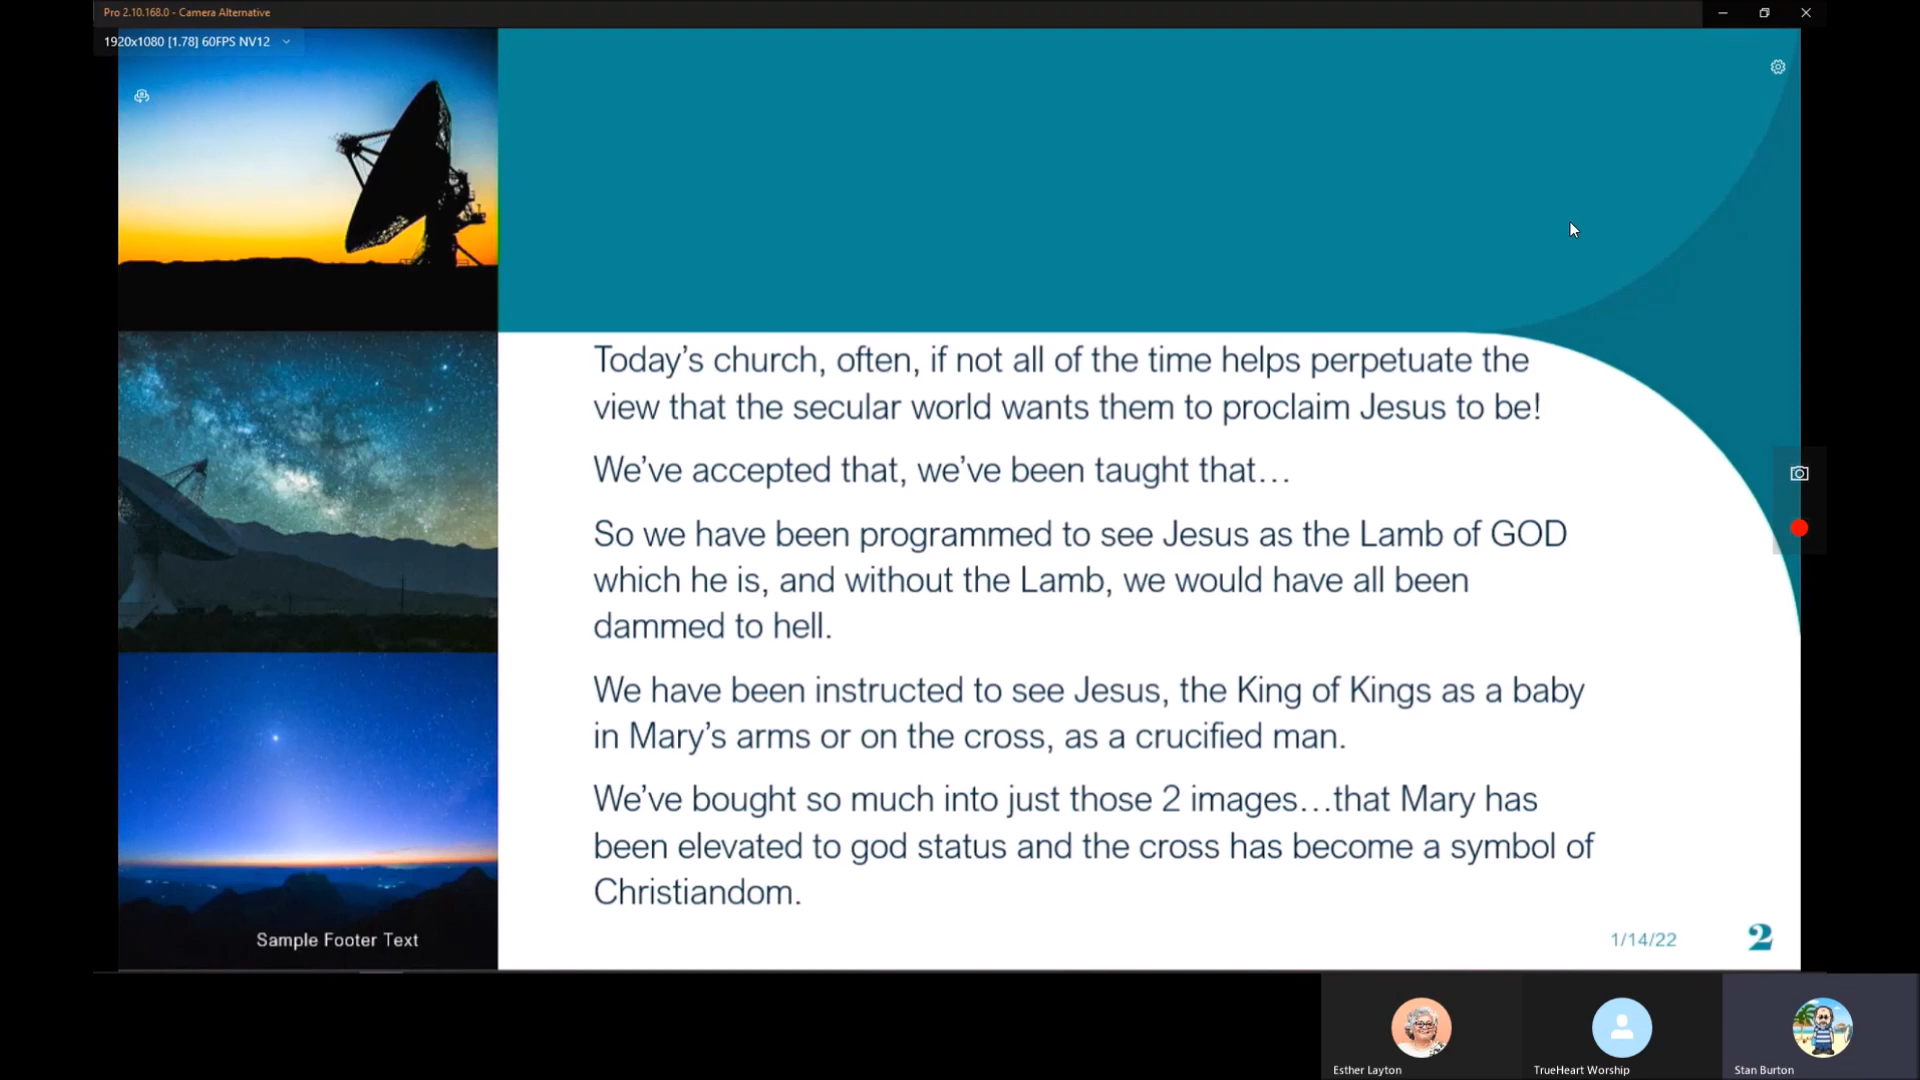 Pro 2.10.168.0 - Camera Alternative
1920x1080 [1.78] 60FPS NV12
Today’s church, often, if not all of the time helps perpetuate the
view that the secular world wants them to proclaim Jesus to be!
We’ve accepted that, we’ve been taught that…
So we have been programmed to see Jesus as the Lamb of GOD
which he is, and without the Lamb, we would have all been
dammed to hell.
We have been instructed to see Jesus, the King of Kings as a baby
in Mary’s arms or on the cross, as a crucified man.
We’ve bought so much into just those 2 images…that Mary has
been elevated to god status and the cross has become a symbol of
Christiandom.
Sample Footer Text
1/14/22
2
Esther Layton
TrueHeart Worship
Stan Burton